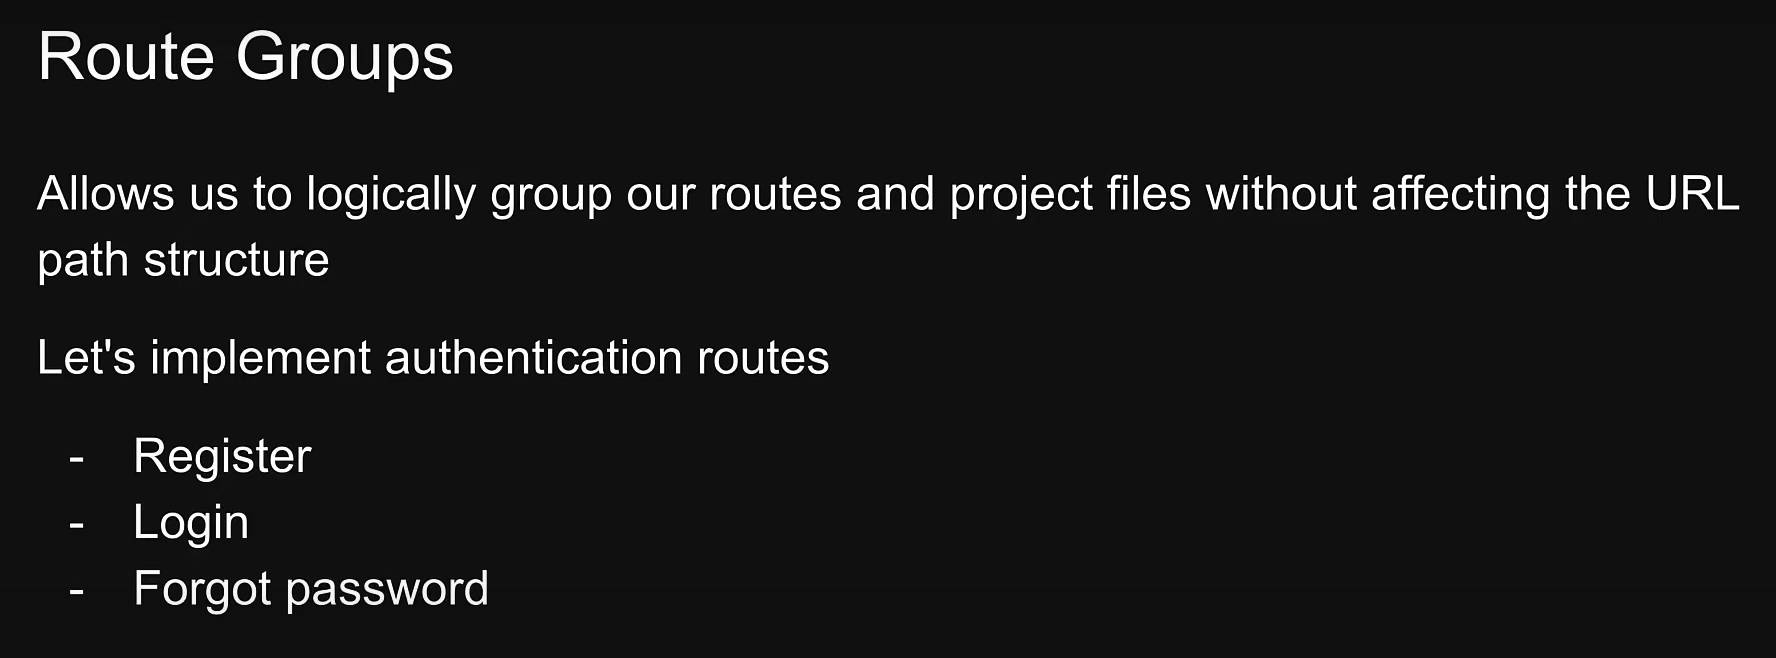 Route Groups
Allows us to logically group our routes and project files without affecting the URL
path structure
Let's implement authentication routes
- Register
- Login
- Forgot password